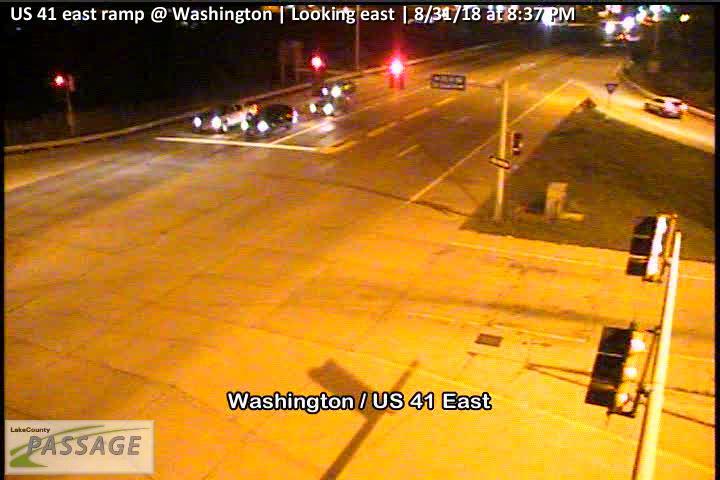 US 41 east ramp @ Washington | Looking east | 8/31/18 at 8:37 PM
Washington / US 41 East
LakeCounty
PASSAGE